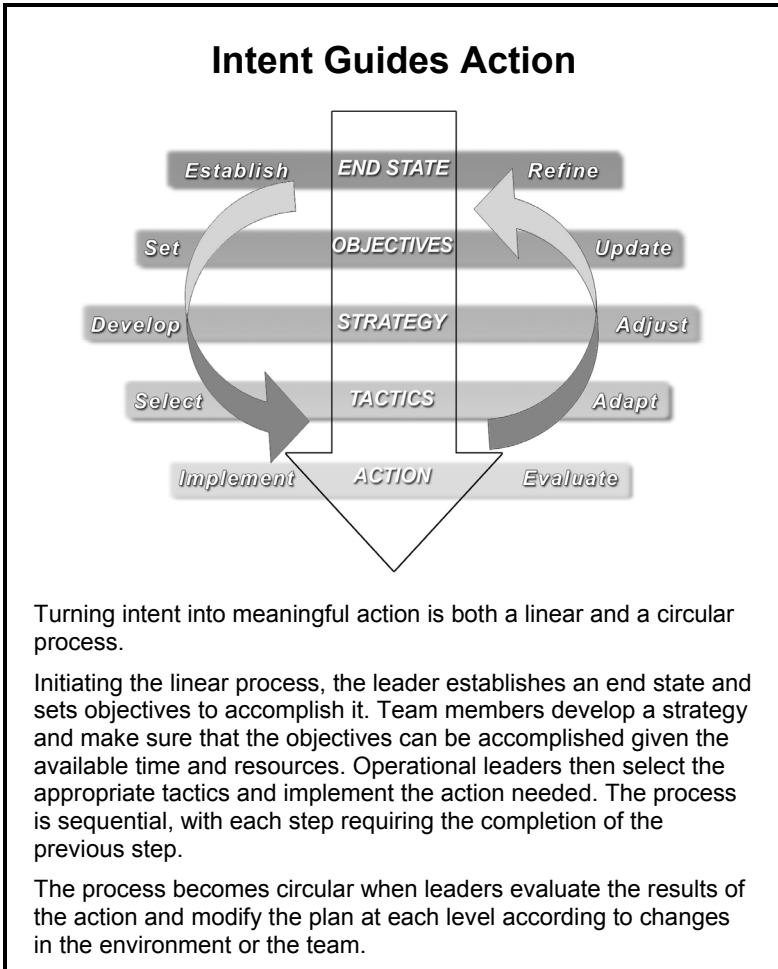 Intent Guides Action
Establish END STATE Refine
Set OBJECTIVES Update
Develop STRATEGY Adjust
Select TACTICS Adapt
Implement ACTION Evaluate
Turning intent into meaningful action is both a linear and a circular
process.
Initiating the linear process, the leader establishes an end state and
sets objectives to accomplish it. Team members develop a strategy
and make sure that the objectives can be accomplished given the
available time and resources. Operational leaders then select the
appropriate tactics and implement the action needed. The process
is sequential, with each step requiring the completion of the
previous step.
The process becomes circular when leaders evaluate the results of
the action and modify the plan at each level according to changes
in the environment or the team.